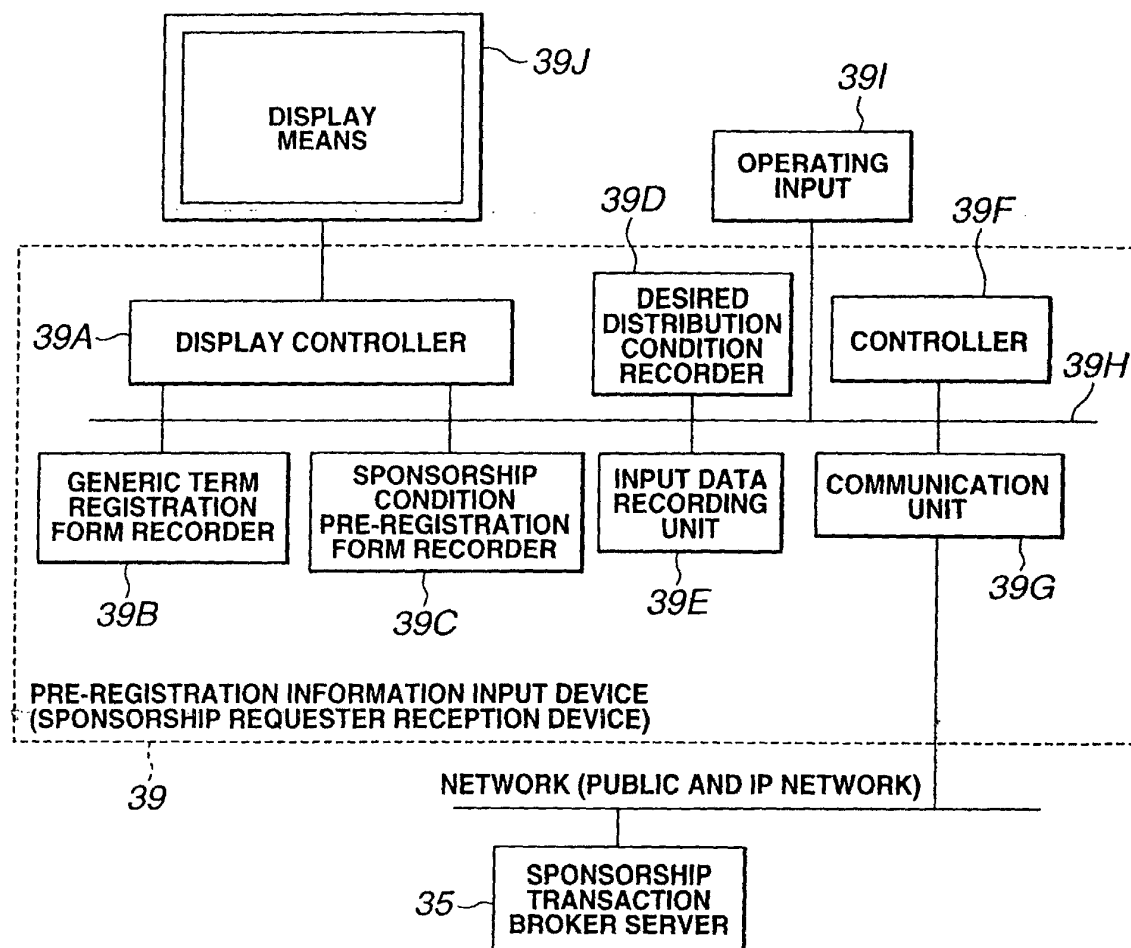 39J
DISPLAY
MEANS
39I
OPERATING
INPUT
39D
39F
DESIRED
DISTRIBUTION
CONDITION
RECORDER
39A
DISPLAY CONTROLLER
CONTROLLER
39H
GENERIC TERM
REGISTRATION
FORM RECORDER
SPONSORSHIP
CONDITION
PRE-REGISTRATION
FORM RECORDER
INPUT DATA
RECORDING
UNIT
COMMUNICATION
UNIT
39B
39C
39E
39G
PRE-REGISTRATION INFORMATION INPUT DEVICE
(SPONSORSHIP REQUESTER RECEPTION DEVICE)
39
NETWORK (PUBLIC AND IP NETWORK)
35
SPONSORSHIP
TRANSACTION
BROKER SERVER